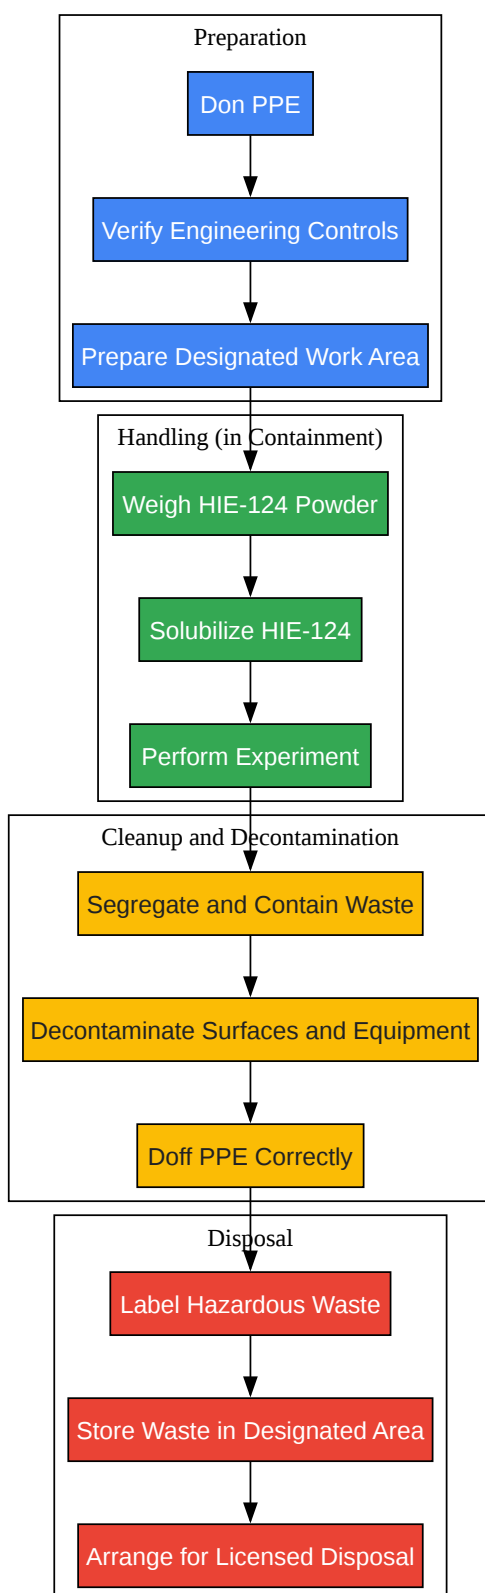 Preparation
Don PPE
Verify Engineering Controls
Prepare Designated Work Area
Handling (in Containment)
Weigh HIE-124 Powder
Solubilize HIE-124
Perform Experiment
Cleanup and Decontamination
Segregate and Contain Waste
Decontaminate Surfaces and Equipment
Doff PPE Correctly
Disposal
Label Hazardous Waste
Store Waste in Designated Area
Arrange for Licensed Disposal